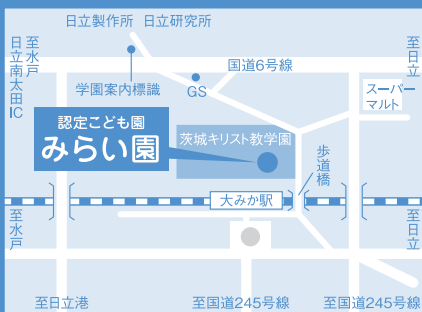 日立製作所 日立研究所
至水戸
日立南太田IC
国道6号線
至日立
学園案内標識
GS
スーパー
マルト
認定こども園
みらい園
茨城キリスト教学園
歩道橋
大みか駅
至水戸
至日立
至日立港
至国道245号線
至国道245号線